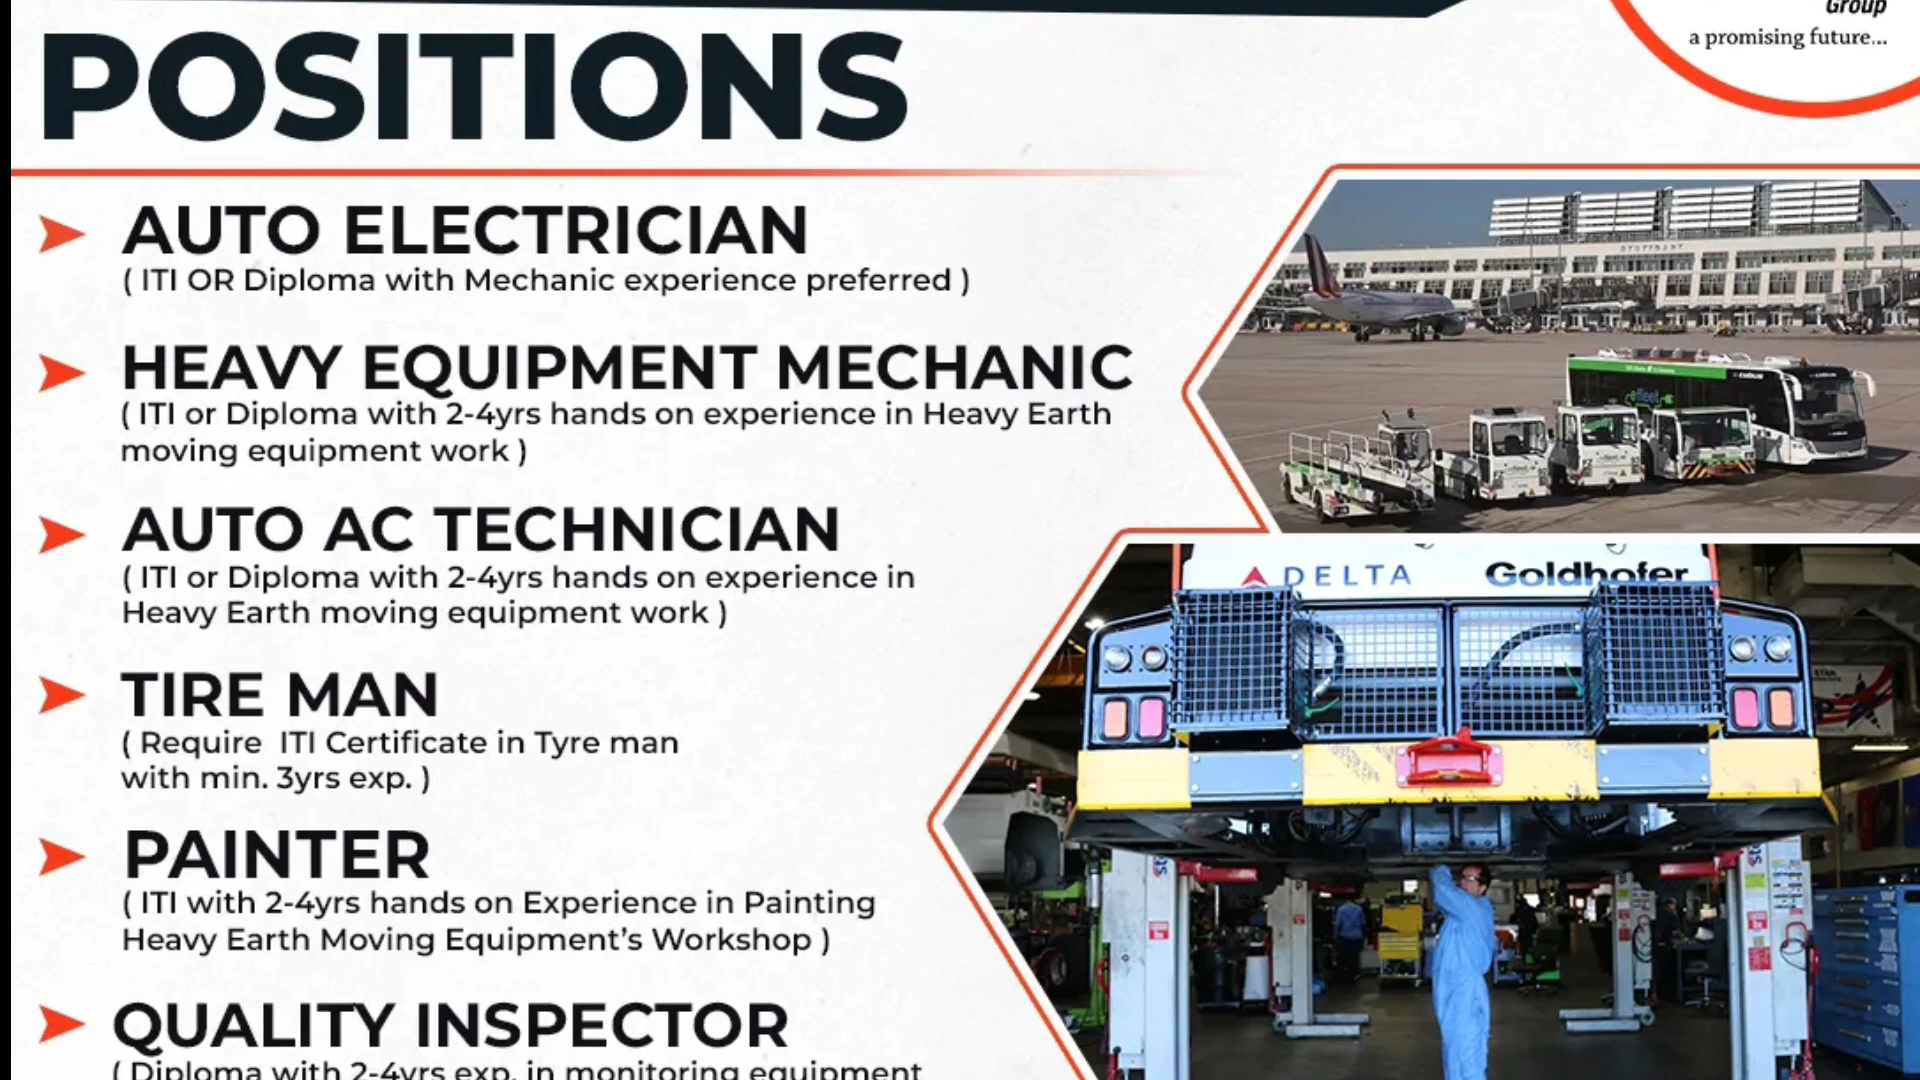 Group
a promising future...
POSITIONS
AUTO ELECTRICIAN
( ITI OR Diploma with Mechanic experience preferred )
HEAVY EQUIPMENT MECHANIC
( ITI or Diploma with 2-4yrs hands on experience in Heavy Earth
moving equipment work )
AUTO AC TECHNICIAN
( ITI or Diploma with 2-4yrs hands on experience in
Heavy Earth moving equipment work )
TIRE MAN
( Require ITI Certificate in Tyre man
with min. 3yrs exp. )
PAINTER
( ITI with 2-4yrs hands on Experience in Painting
Heavy Earth Moving Equipment's Workshop )
QUALITY INSPECTOR
( Diploma with 2-4yrs exp. in monitoring equipment
STUTTGART
efleet
DELTA Goldhofer